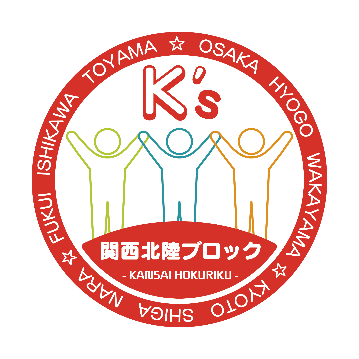 ☆ OSAKA HYOGO WAKAYAMA ☆ KYOTO SHIGA NARA ☆ FUKUI ISHIKAWA TOYAMA
K's
関西北陸ブロック
- KANSAI HOKURIKU -